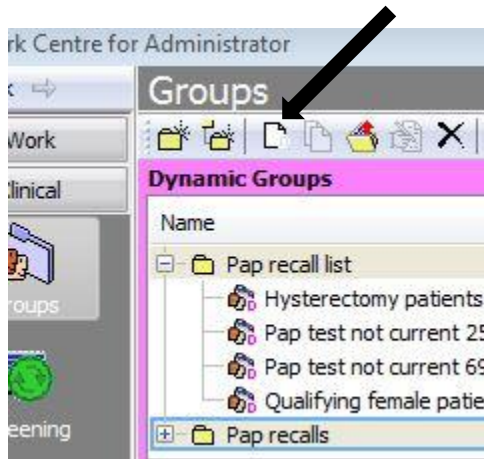 rk Centre for Administrator
Groups
Work
Clinical
Dynamic Groups
Name
Pap recall list
Hysterectomy patients
Groups
Pap test not current 25
Pap test not current 69
Qualifying female patie
eening
Pap recalls